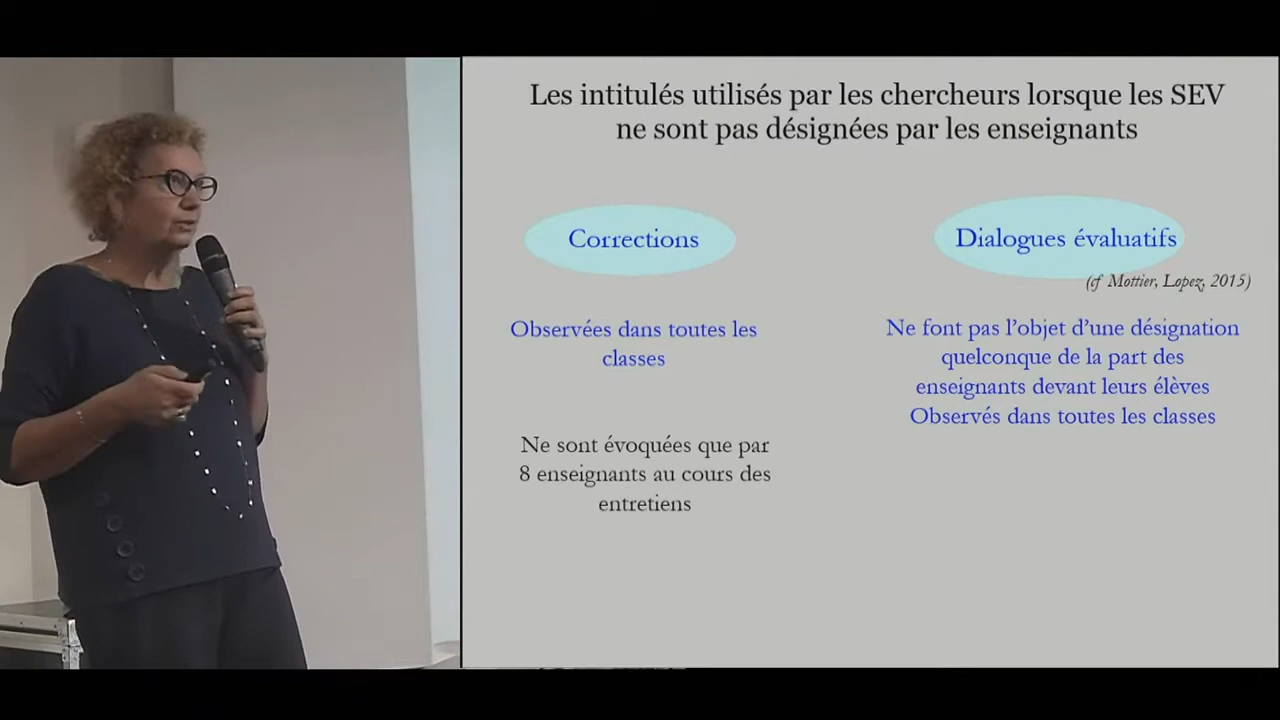 Les intitulés utilisés par les chercheurs lorsque les SEV
ne sont pas désignées par les enseignants
Corrections
Dialogues évaluatifs
(cf Mottier, Lopez, 2015)
Observées dans toutes les
classes
Ne font pas l'objet d'une désignation
quelconque de la part des
enseignants devant leurs élèves
Observés dans toutes les classes
Ne sont évoquées que par
8 enseignants au cours des
entretiens